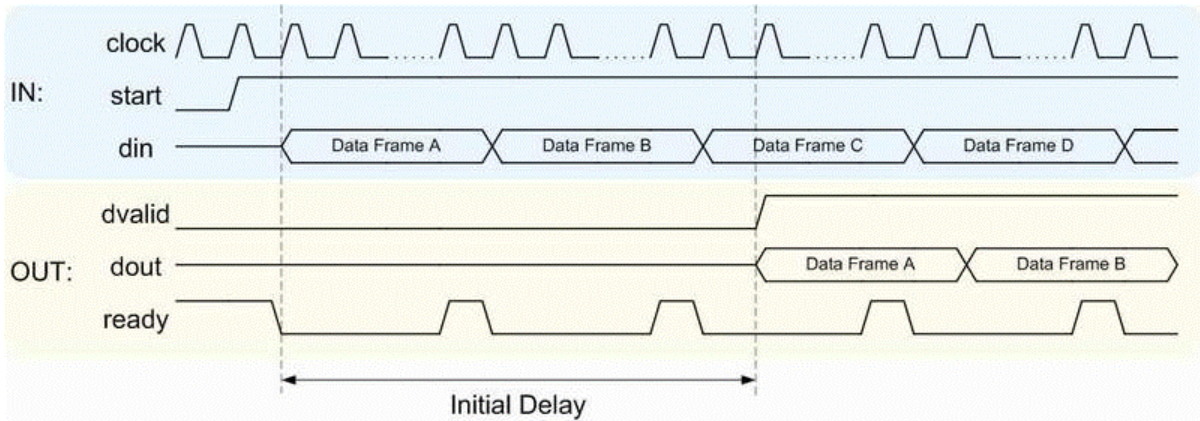 IN:
clock
start
din
Data Frame A
Data Frame B
Data Frame C
Data Frame D
OUT:
dvalid
dout
Data Frame A
Data Frame B
ready
Initial Delay